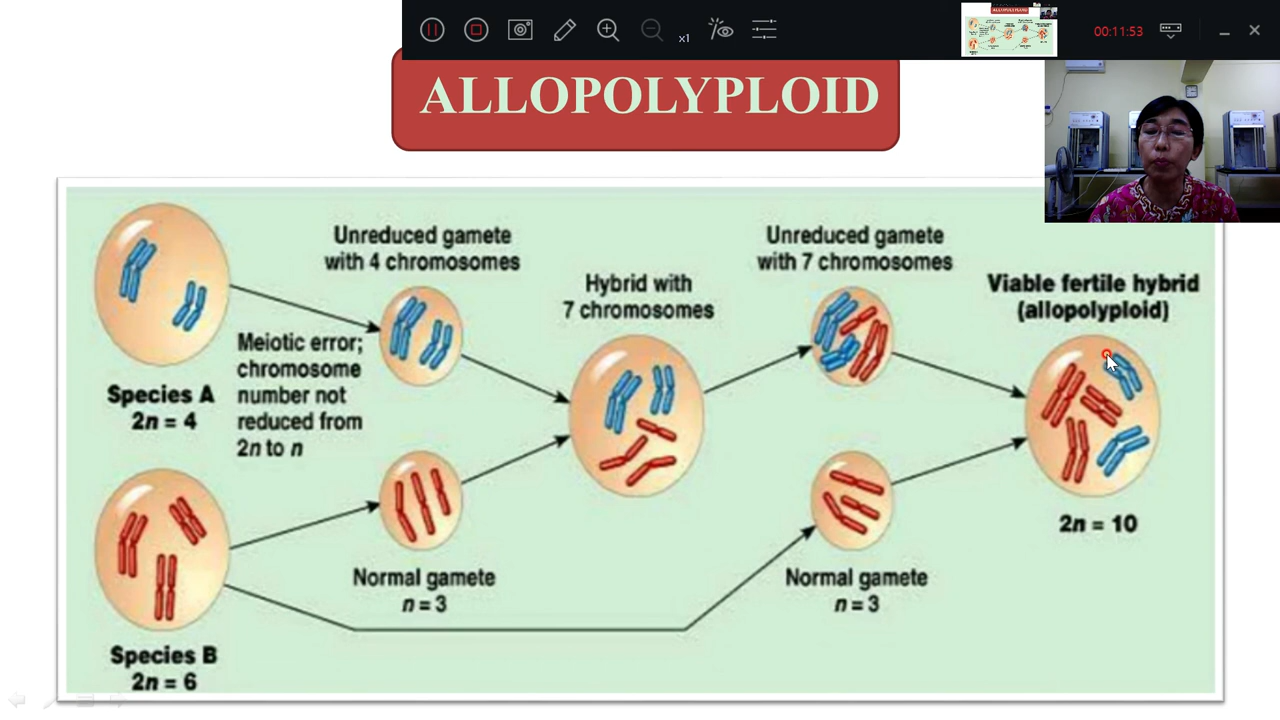 x1
00:11:53
ALLOPOLYPLOID
Unreduced gamete
with 4 chromosomes
Hybrid with
7 chromosomes
Unreduced gamete
with 7 chromosomes
Viable fertile hybrid
(allopolyploid)
Meiotic error;
chromosome
number not
reduced from
2n to n
Species A
2n = 4
2n = 10
Normal gamete
n = 3
Normal gamete
n = 3
Species B
2n = 6